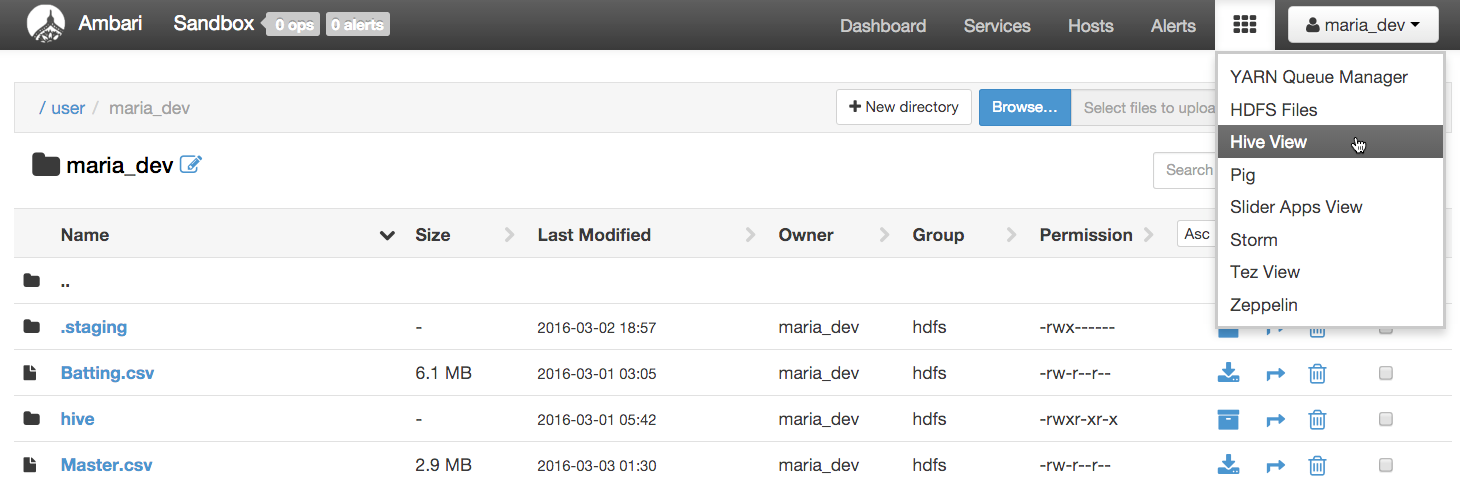 Ambari Sandbox 0 ops 0 alerts Dashboard Services Hosts Alerts maria_dev
YARN Queue Manager
HDFS Files
Hive View
Pig
Slider Apps View
Storm
Tez View
Zeppelin
/ user / maria_dev + New directory Browse... Select files to
maria_dev Search
Name Size Last Modified Owner Group Permission Asc
..
.staging - 2016-03-02 18:57 maria_dev hdfs -rwx------
Batting.csv 6.1 MB 2016-03-01 03:05 maria_dev hdfs -rw-r--r--
hive - 2016-03-01 05:42 maria_dev hdfs -rwxr-xr-x
Master.csv 2.9 MB 2016-03-03 01:30 maria_dev hdfs -rw-r--r--